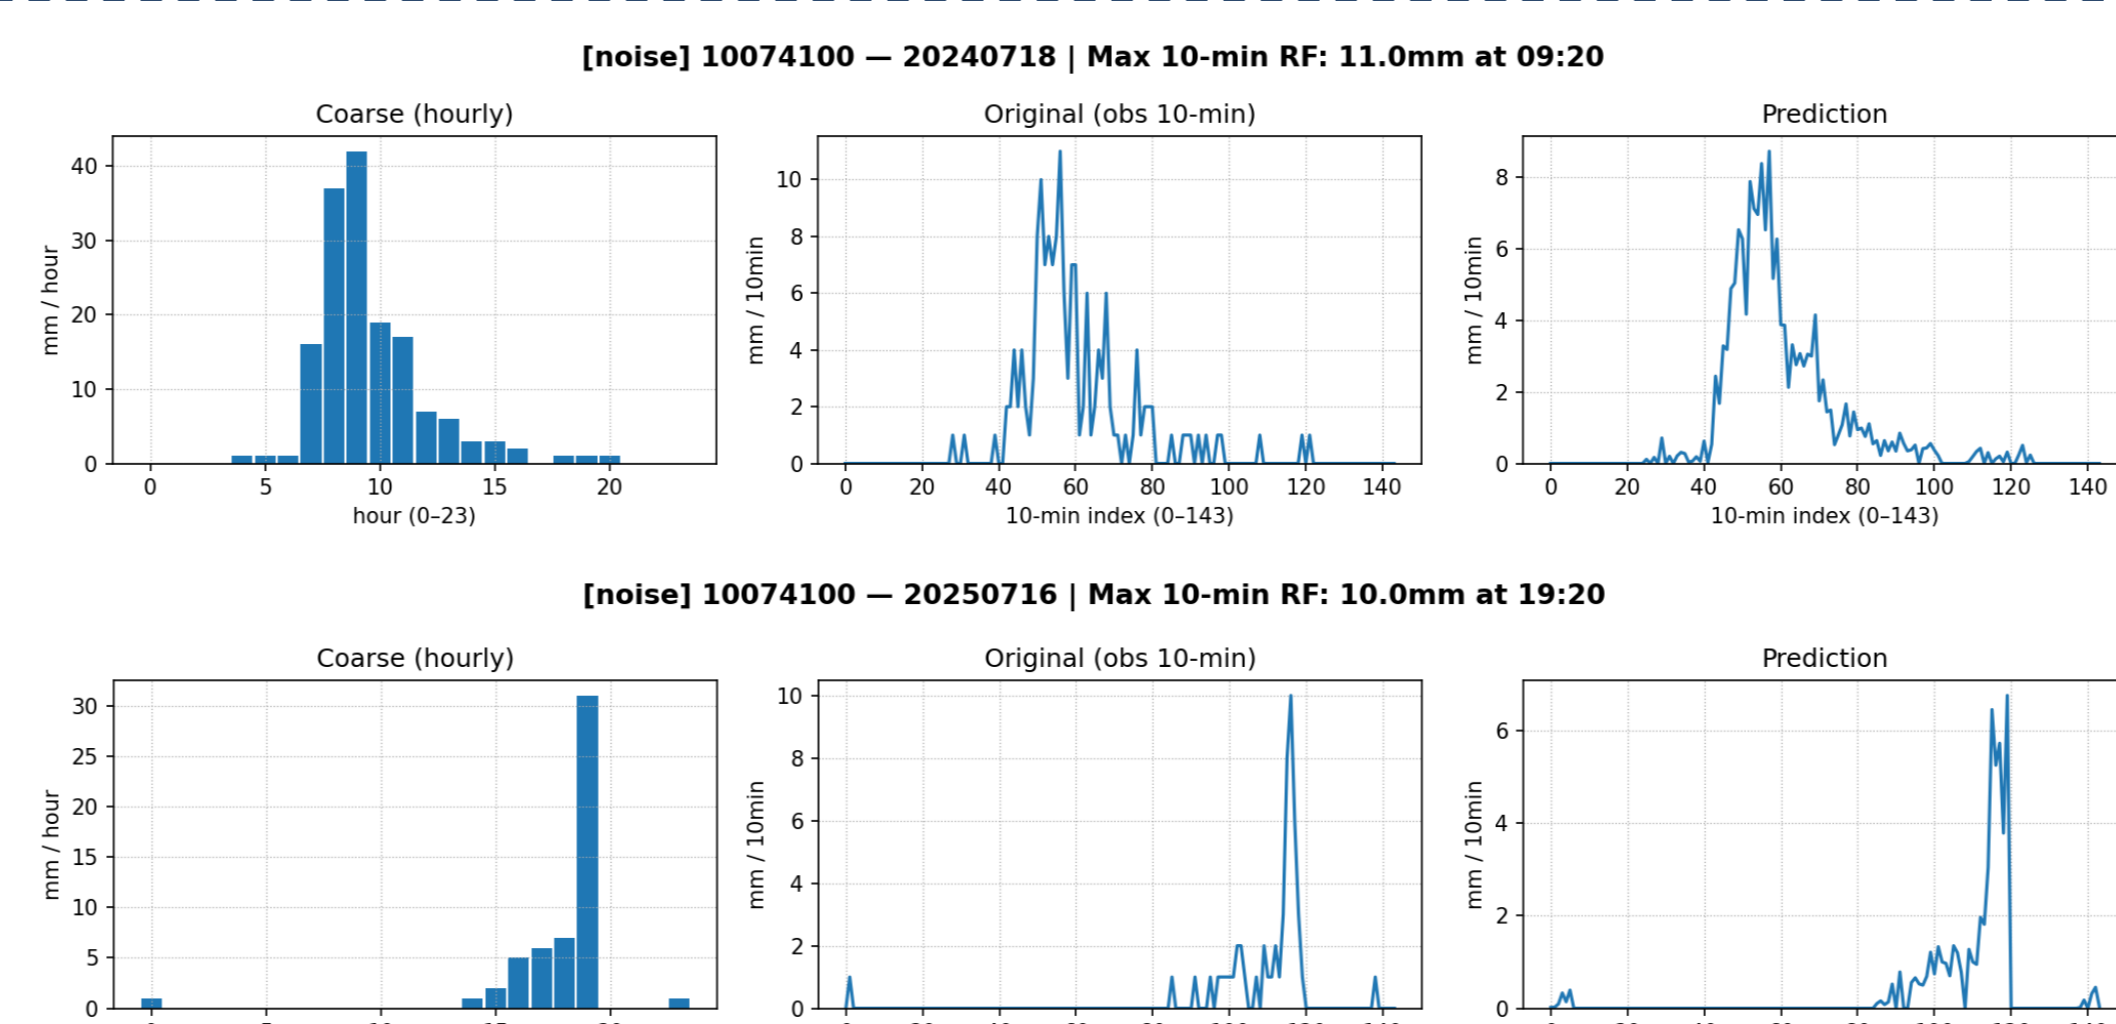 [noise] 10074100 — 20240718 | Max 10-min RF: 11.0mm at 09:20
Coarse (hourly)
mm / hour
40
30
20
10
0
0 5 10 15 20
hour (0–23)
Original (obs 10-min)
mm / 10min
10
8
6
4
2
0
0 20 40 60 80 100 120 140
10-min index (0–143)
Prediction
mm / 10min
8
6
4
2
0
0 20 40 60 80 100 120 140
10-min index (0–143)
[noise] 10074100 — 20250716 | Max 10-min RF: 10.0mm at 19:20
Coarse (hourly)
mm / hour
30
25
20
15
10
5
0
Original (obs 10-min)
mm / 10min
10
8
6
4
2
0
Prediction
mm / 10min
6
4
2
0